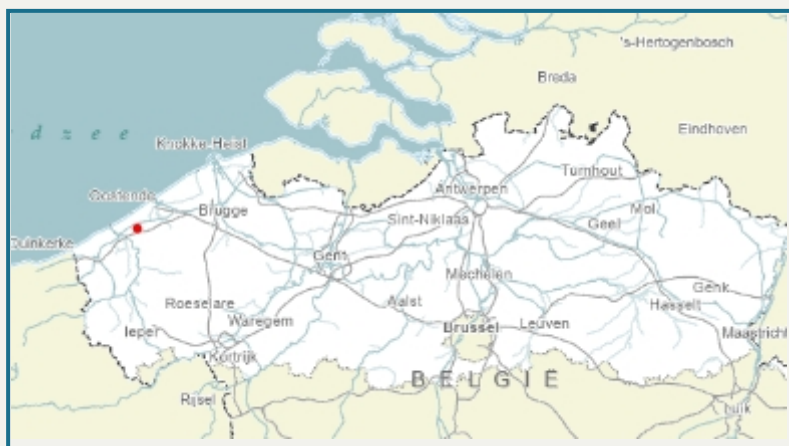 's-Hertogenbosch
Breda
dzee
Eindhoven
Knokke-Heist
Turnhout
Antwerpen
Oostende
Brugge
Mol
Sint-Niklaas
Geel
Duinkerke
Gent
Mechelen
Genk
Roeselare
Aalst
Hasselt
Waregem
Brussel
Leuven
Ieper
Maastricht
Kortrijk
BELGIË
Rijsel
Luik